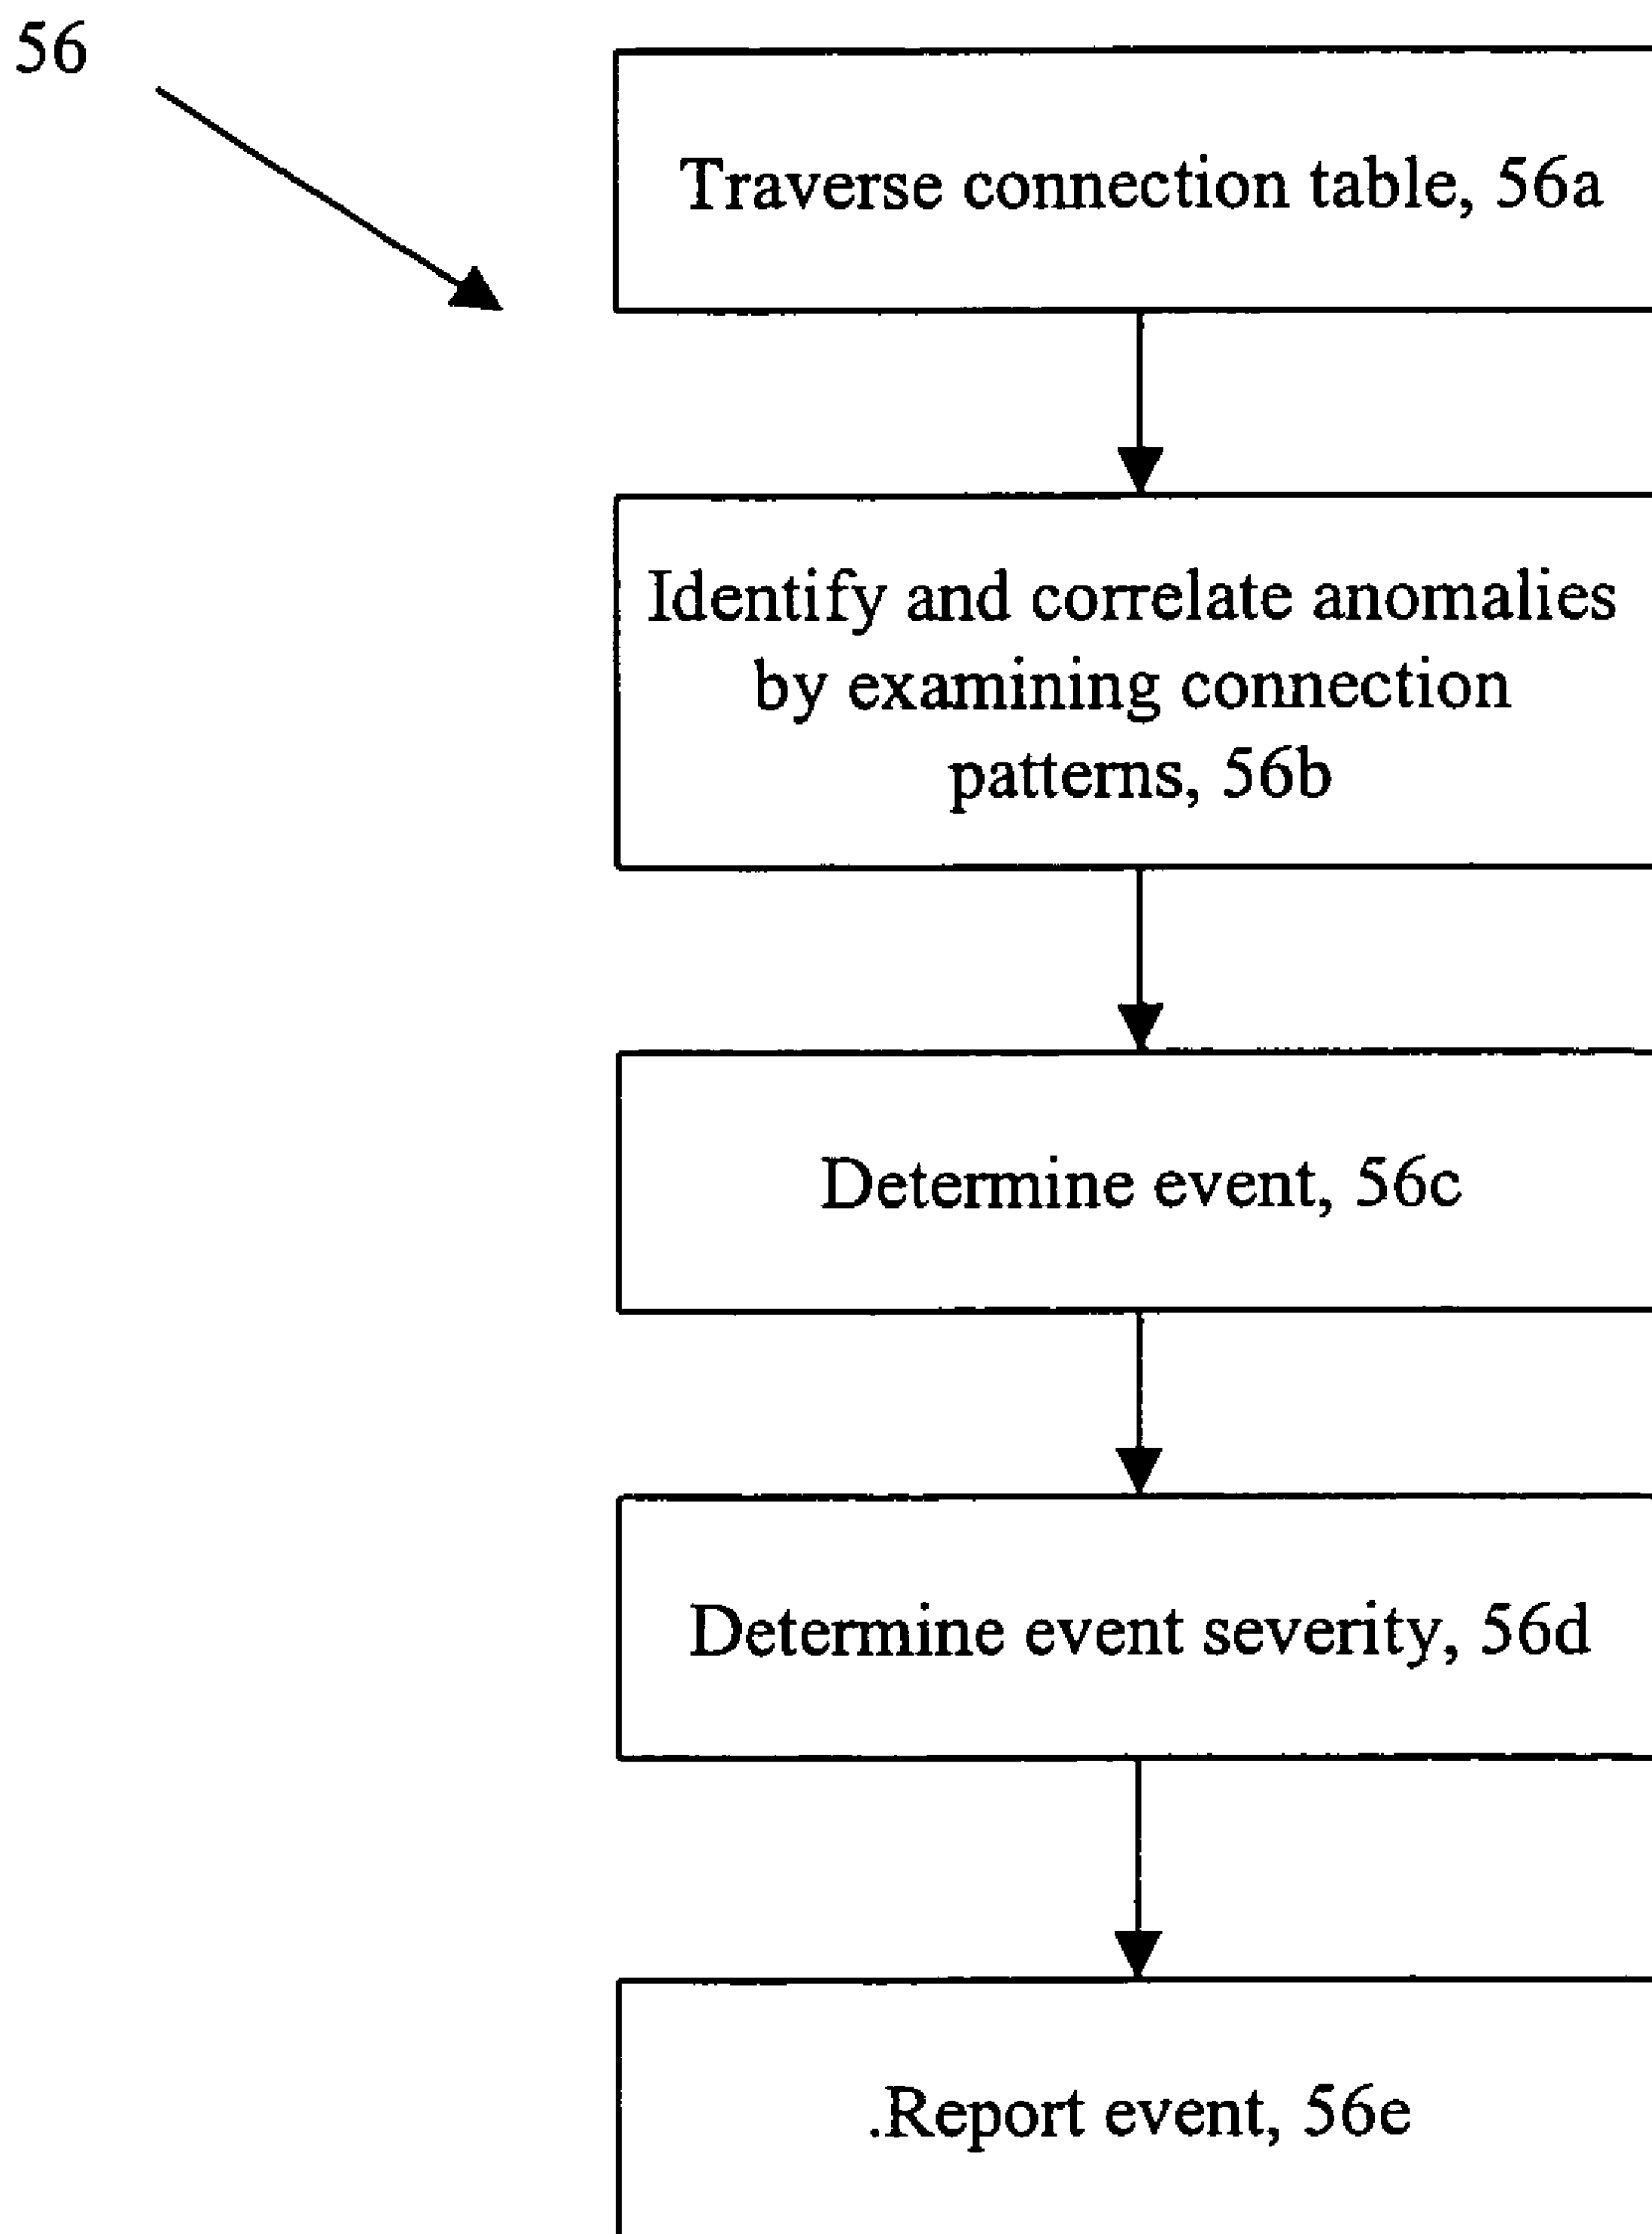 56
Traverse connection table, 56a
Identify and correlate anomalies
by examining connection
patterns, 56b
Determine event, 56c
Determine event severity, 56d
.Report event, 56e